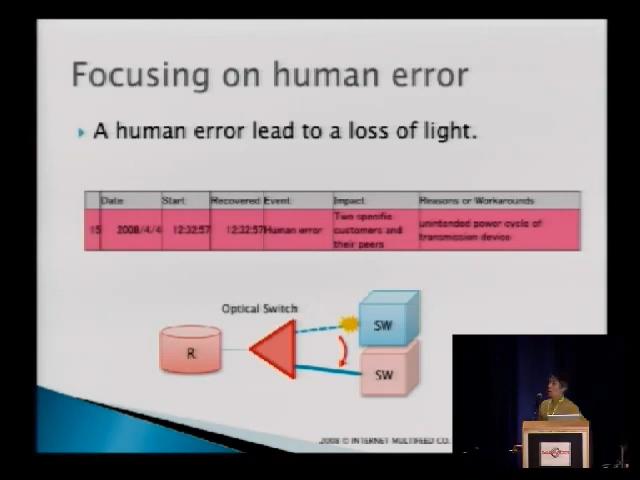 Focusing on human error
A human error lead to a loss of light.
Date Start Recovered Event Impact Reasons or Workarounds
15 2008/4/4 12:32:57 12:32:57 Human error Two specific customers and their peers unintended power cycle of transmission device
Optical Switch
R
SW
SW
2008 © INTERNET MULTIFEED CO.